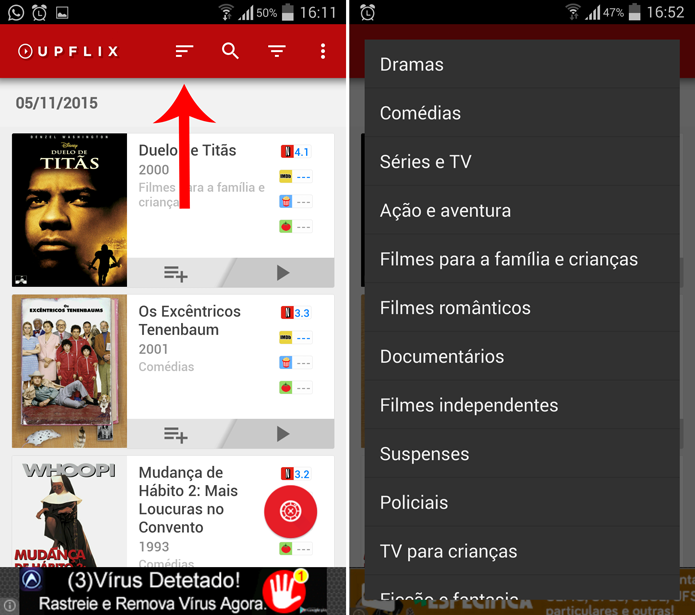 50% 16:11
UPFLIX
05/11/2015
DENZEL WASHINGTON
Disney
DUELO DE
TITÃS
Duelo de Titãs
2000
Filmes para a família e
crianças
4.1
IMDb ---
---
---
OS EXCÊNTRICOS TENENBAUMS
Os Excêntricos
Tenenbaum
2001
Comédias
3.3
IMDb ---
---
---
WHOOPI
MUDANÇA
DE HÁBITO 2
Mudança de
Hábito 2: Mais
Loucuras no
Convento
1993
Comédias
3.2
---
(3)Vírus Detetado!
Rastreie e Remova Vírus Agora.
1
Google play
47% 16:52
Dramas
Comédias
Séries e TV
Ação e aventura
Filmes para a família e crianças
Filmes românticos
Documentários
Filmes independentes
Suspenses
Policiais
TV para crianças
Ficção e fantasia
ESPECÍFICA